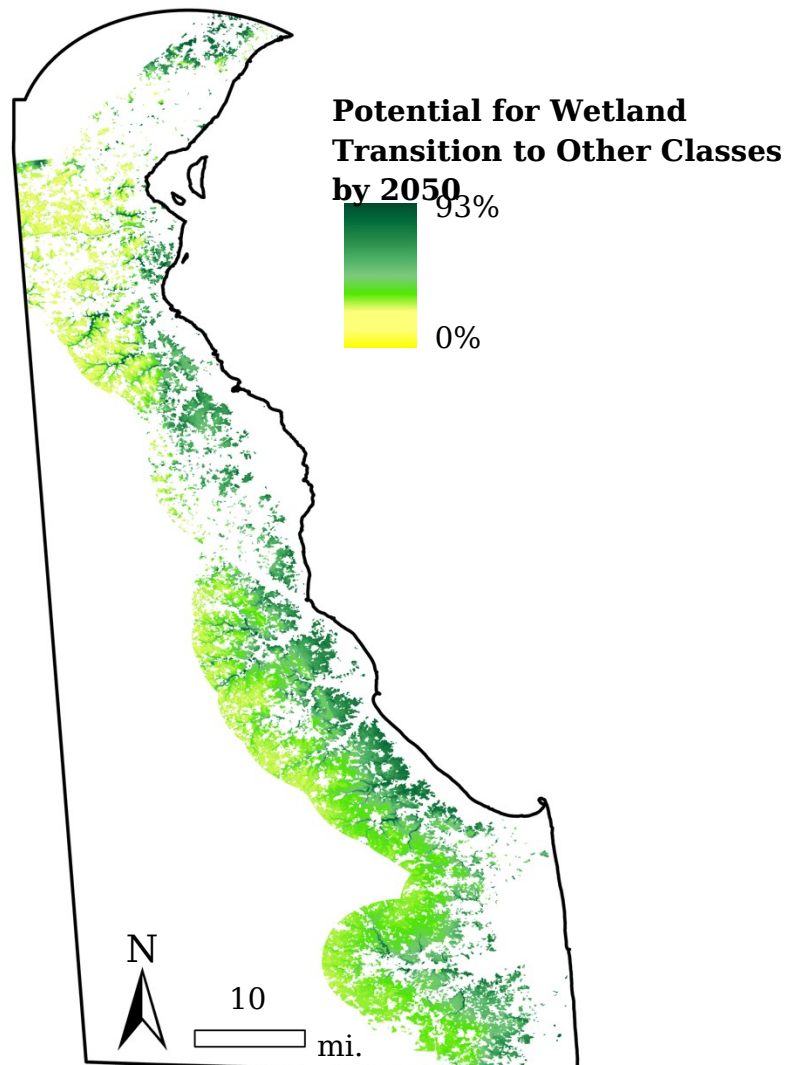 Potential for Wetland
Transition to Other Classes
by 2050
93%
0%
N
10
mi.